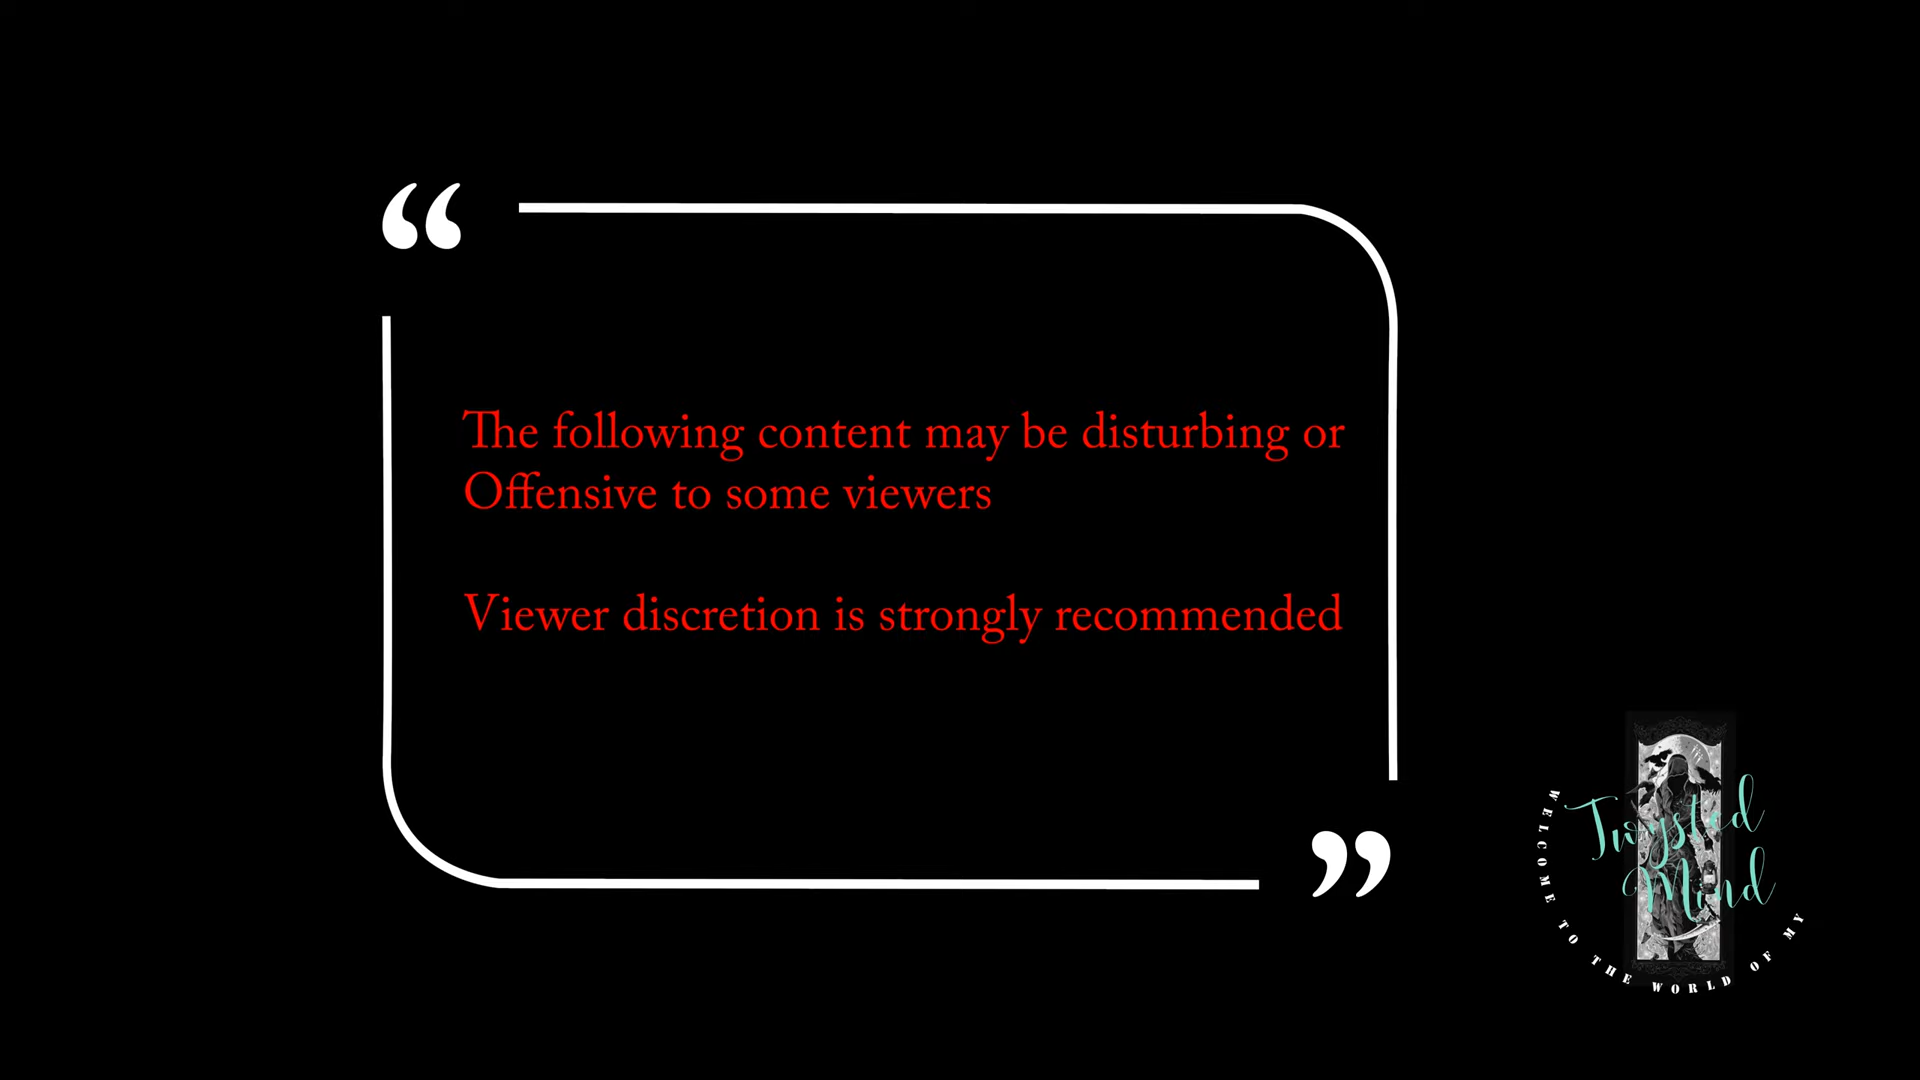 The following content may be disturbing or
Offensive to some viewers
Viewer discretion is strongly recommended
Twysted
Mind
WELCOME TO THE WORLD OF MY